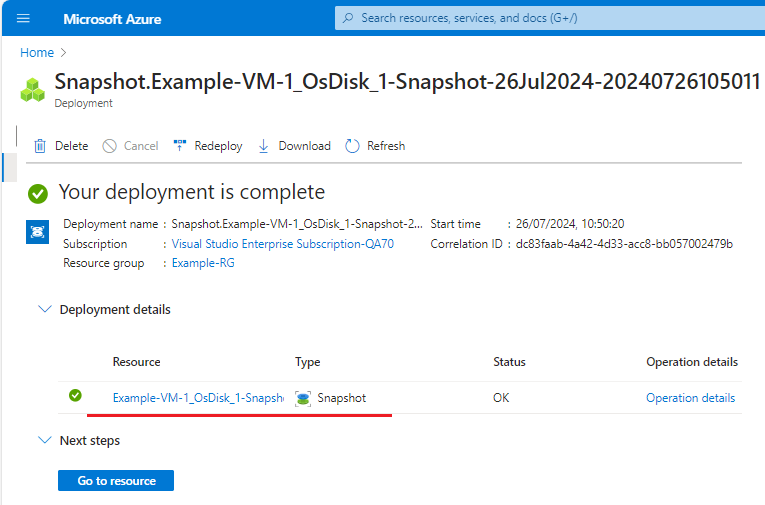 Microsoft Azure
Search resources, services, and docs (G+/)
Home
Snapshot.Example-VM-1_OsDisk_1-Snapshot-26Jul2024-20240726105011
Deployment
Delete Cancel Redeploy Download Refresh
Your deployment is complete
Deployment name : Snapshot.Example-VM-1_OsDisk_1-Snapshot-2... Start time : 26/07/2024, 10:50:20
Subscription : Visual Studio Enterprise Subscription-QA70 Correlation ID : dc83faab-4a42-4d33-acc8-bb057002479b
Resource group : Example-RG
Deployment details
Resource Type Status Operation details
Example-VM-1_OsDisk_1-Snapsh Snapshot OK Operation details
Next steps
Go to resource